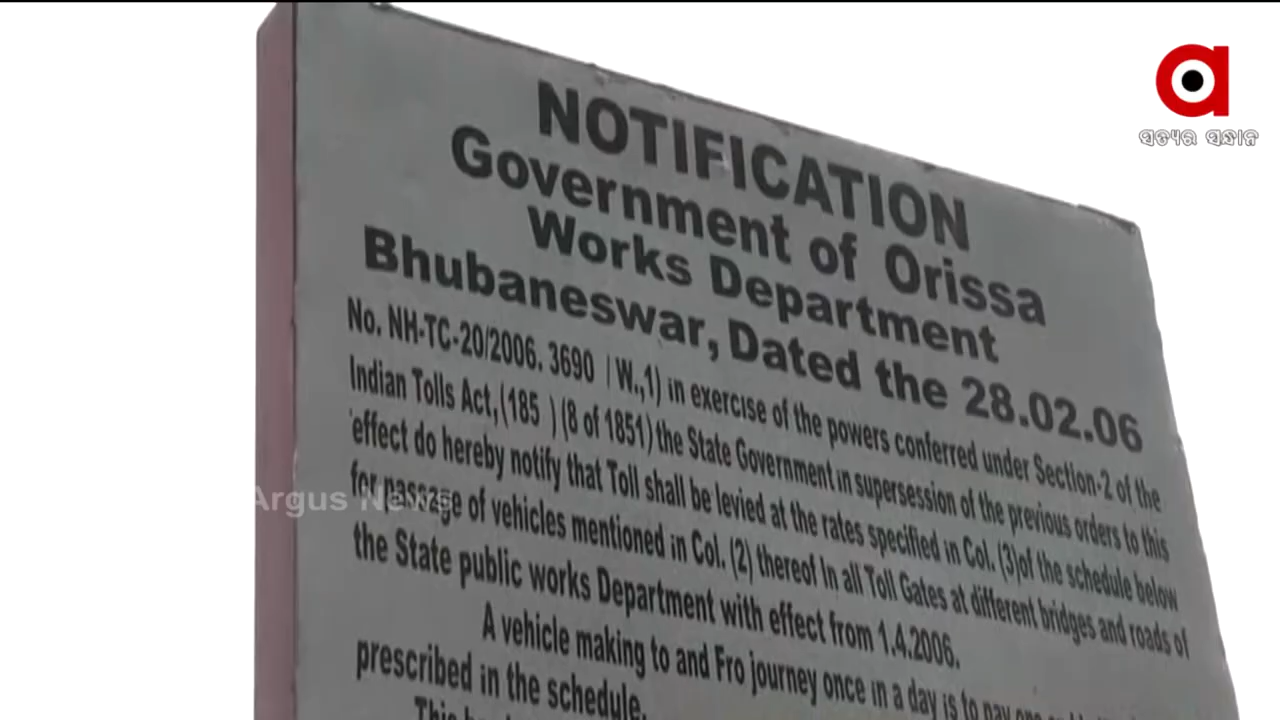 NOTIFICATION
Government of Orissa
Works Department
Bhubaneswar, Dated the 28.02.06
No. NH-TC-20/2006. 3690 / W.,1) in exercise of the powers conferred under Section-2 of the
Indian Tolls Act, (185 ) (8 of 1851) the State Government in supersession of the previous orders to this
effect do hereby notify that Toll shall be levied at the rates specified in Col. (3)of the schedule below
for passage of vehicles mentioned in Col. (2) thereof In all Toll Gates at different bridges and roads of
the State public works Department with effect from 1.4.2006.
A vehicle making to and Fro journey once in a day is to pay one
prescribed in the schedule.
This
Argus News
ସତ୍ୟର ସନ୍ଧାନ